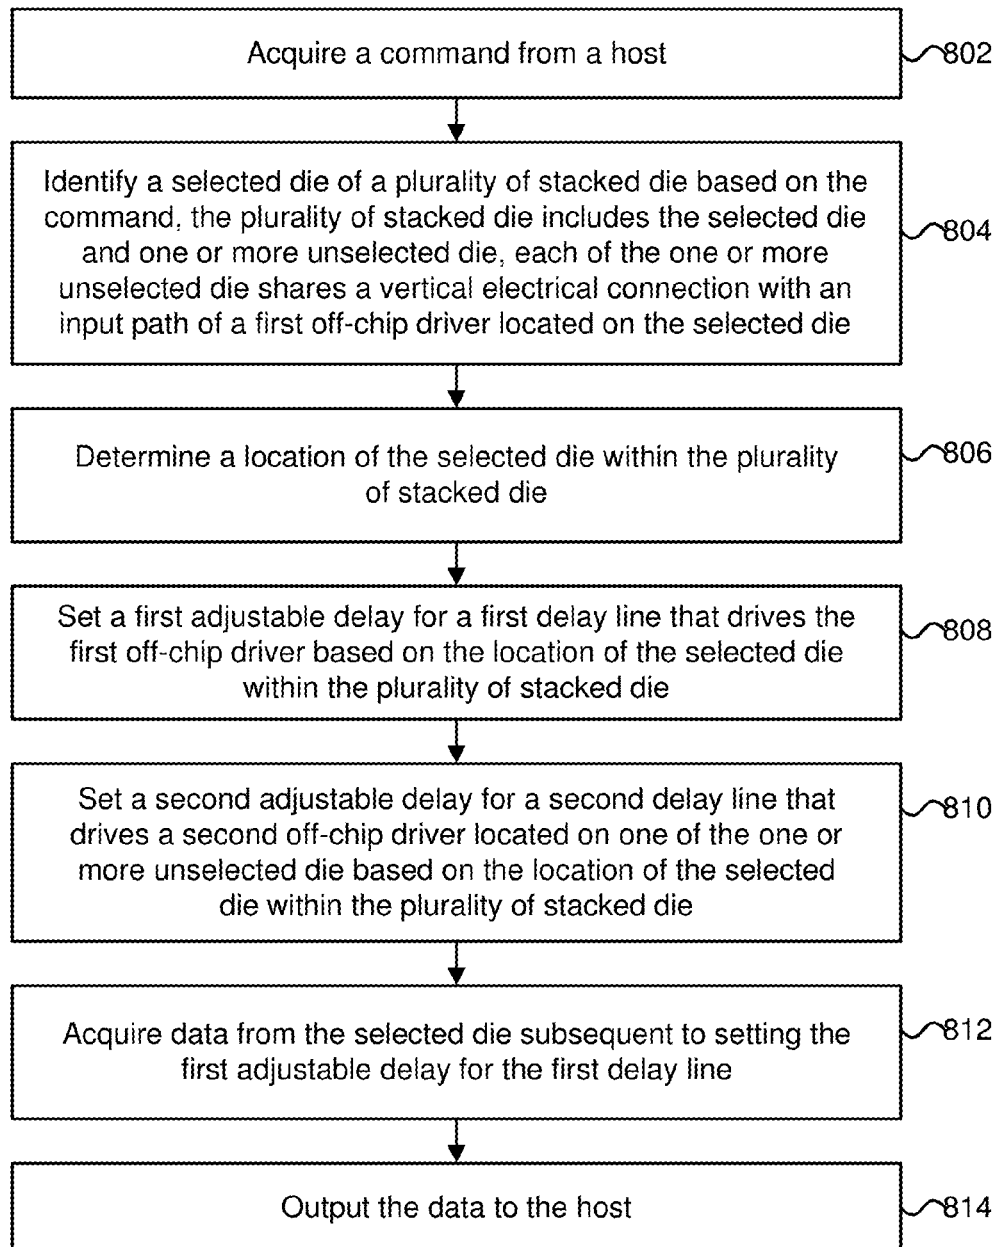 Acquire a command from a host
802
Identify a selected die of a plurality of stacked die based on the
command, the plurality of stacked die includes the selected die
and one or more unselected die, each of the one or more
unselected die shares a vertical electrical connection with an
input path of a first off-chip driver located on the selected die
804
Determine a location of the selected die within the plurality
of stacked die
806
Set a first adjustable delay for a first delay line that drives the
first off-chip driver based on the location of the selected die
within the plurality of stacked die
808
Set a second adjustable delay for a second delay line that
drives a second off-chip driver located on one of the one or
more unselected die based on the location of the selected
die within the plurality of stacked die
810
Acquire data from the selected die subsequent to setting the
first adjustable delay for the first delay line
812
Output the data to the host
814